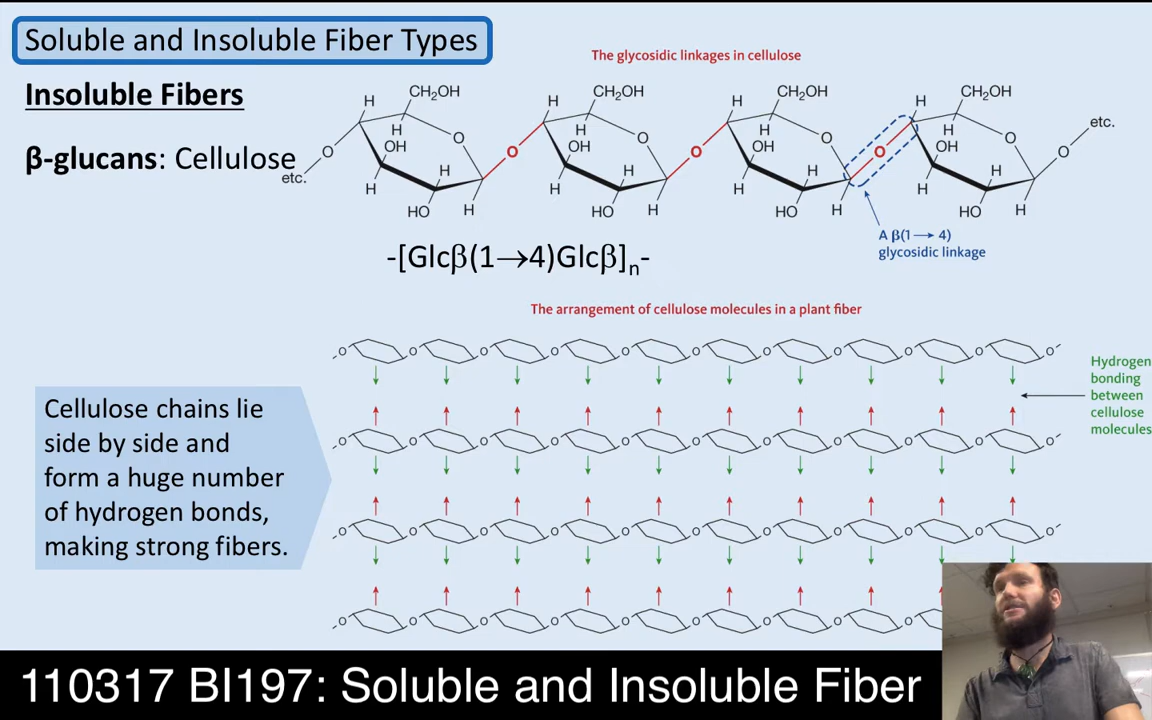 Soluble and Insoluble Fiber Types
The glycosidic linkages in cellulose
Insoluble Fibers
β-glucans: Cellulose
H CH₂OH H CH₂OH H CH₂OH H CH₂OH
etc.
H O H O H O H O
O OH H O OH H O OH H O OH H O
etc.
H H H H
HO H HO H HO H HO H
A β(1→4)
glycosidic linkage
-[Glcβ(1→4)Glcβ]ₙ-
The arrangement of cellulose molecules in a plant fiber
O O O O O O O O O O O
Hydrogen
bonding
between
cellulose
molecules
Cellulose chains lie
side by side and
form a huge number
of hydrogen bonds,
making strong fibers.
O O O O O O O O O O O
O O O O O O O O O O O
O O O O O O O O O
110317 BI197: Soluble and Insoluble Fiber